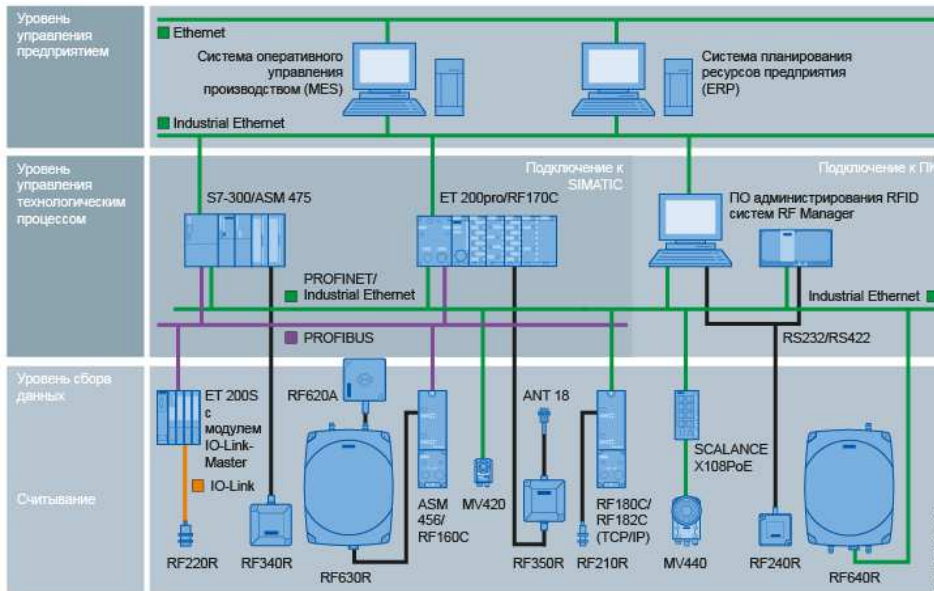 Уровень
управления
предприятием
Ethernet
Система оперативного
управления
производством (MES)
Система планирования
ресурсов предприятия
(ERP)
Industrial Ethernet
Уровень
управления
технологическим
процессом
Подключение к
SIMATIC
Подключение к ПК
S7-300/ASM 475
ET 200pro/RF170C
ПО администрирования RFID
систем RF Manager
PROFINET/
Industrial Ethernet
Industrial Ethernet
PROFIBUS
RS232/RS422
Уровень сбора
данных
ET 200S
с
модулем
IO-Link-
Master
RF620A
ANT 18
SCALANCE
X108PoE
Считывание
IO-Link
ASM
456/
RF160C
MV420
RF180C/
RF182C
(TCP/IP)
RF220R
RF340R
RF630R
RF350R
RF210R
MV440
RF240R
RF640R